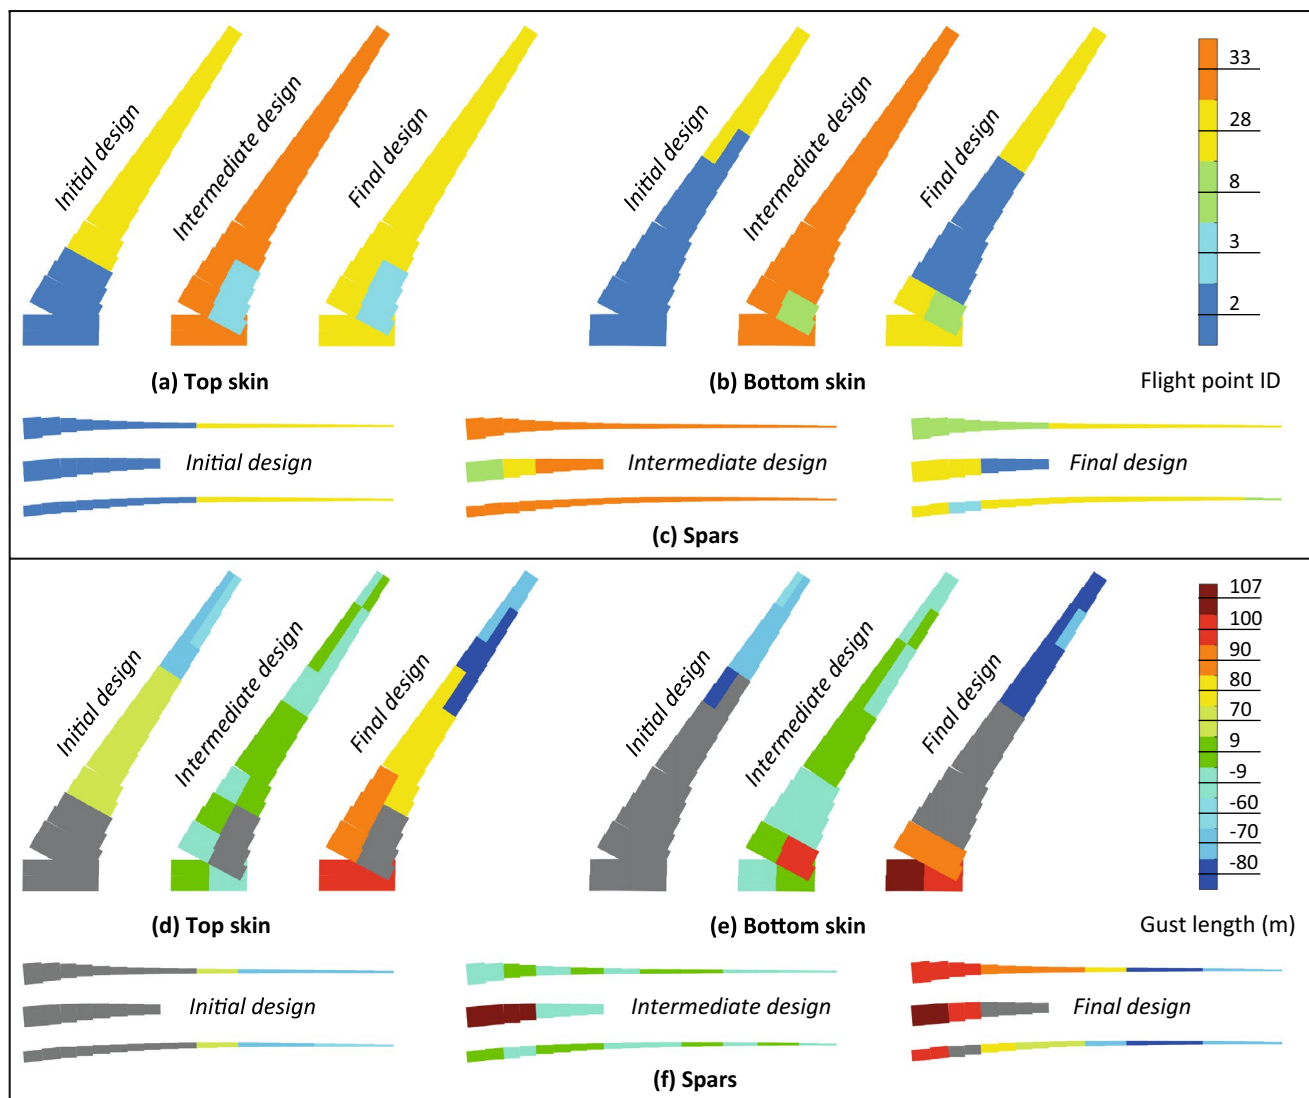 Initial design
Intermediate design
Final design
(a) Top skin
Initial design
Intermediate design
Final design
(b) Bottom skin
33
28
8
3
2
Flight point ID
Initial design
Intermediate design
Final design
(c) Spars
Initial design
Intermediate design
Final design
(d) Top skin
Initial design
Intermediate design
Final design
(e) Bottom skin
107
100
90
80
70
9
-9
-60
-70
-80
Gust length (m)
Initial design
Intermediate design
Final design
(f) Spars